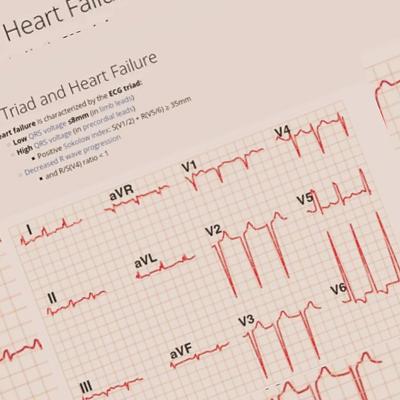 Heart
Triad and Heart Failure
failure is characterized by the ECG triad:
Low QRS voltage ≤8mm (in limb leads)
High QRS voltage (in precordial leads)
Positive Sokolow index: S(V1/2) + R(V5/6) ≥ 35mm
Decreased R wave progression
and R/S(V4) ratio < 1
I
aVR
V1
V4
II
aVL
V2
V5
III
aVF
V3
V6